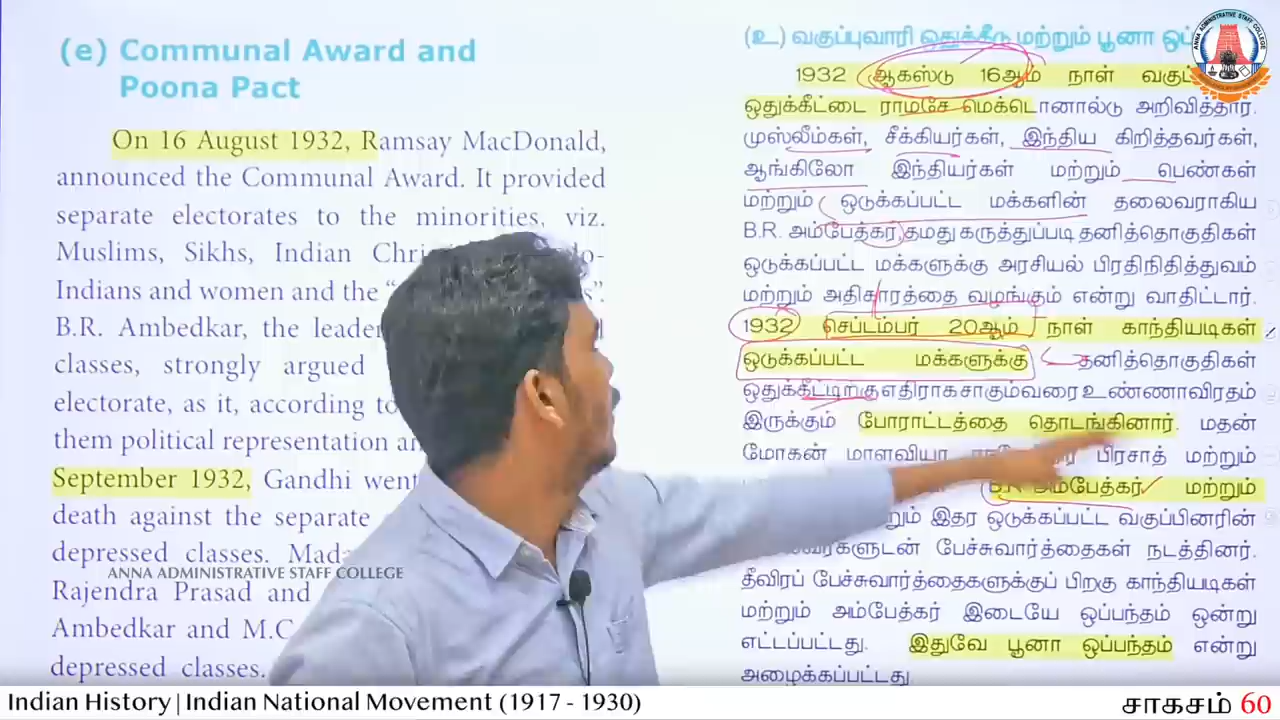 (e) Communal Award and
Poona Pact
On 16 August 1932, Ramsay MacDonald,
announced the Communal Award. It provided
separate electorates to the minorities, viz.
Muslims, Sikhs, Indian
Indians and women and the
B.R. Ambedkar, the
classes, strongly argued
electorate, as it, according
them political representation
September 1932, Gandhi went
death against the separate
depressed classes.
Rajendra Prasad and
Ambedkar and M.C.
depressed classes.
ANNA ADMINISTRATIVE STAFF COLLEGE
(உ) வகுப்புவாரி ஒதுக்கீடு மற்றும் பூனா
1932 ஆகஸ்டு 16ஆம் நாள்
ஒதுக்கீட்டை ராமசே மெக்டொனால்டு அறிவித்தார்.
முஸ்லீம்கள், சீக்கியர்கள், இந்திய கிறித்தவர்கள்,
ஆங்கிலோ இந்தியர்கள் மற்றும் பெண்கள்
மற்றும் ஒடுக்கப்பட்ட மக்களின் தலைவராகிய
B.R. அம்பேத்கர், தமது கருத்துப்படி தனித்தொகுதிகள்
ஒடுக்கப்பட்ட மக்களுக்கு அரசியல் பிரதிநிதித்துவம்
மற்றும் அதிகாரத்தை வழங்கும் என்று வாதிட்டார்.
1932 செப்டம்பர் 20ஆம் நாள் காந்தியடிகள்
ஒடுக்கப்பட்ட மக்களுக்கு தனித்தொகுதிகள்
ஒதுக்கீட்டிற்கு எதிராக சாகும்வரை உண்ணாவிரதம்
இருக்கும் போராட்டத்தை தொடங்கினார். மதன்
மோகன் மாளவியா பிரசாத் மற்றும்
B.R அம்பேத்கர் மற்றும்
இதர ஒடுக்கப்பட்ட வகுப்பினரின்
பேச்சுவார்த்தைகள் நடத்தினர்.
தீவிரப் பேச்சுவார்த்தைகளுக்குப் பிறகு காந்தியடிகள்
மற்றும் அம்பேத்கர் இடையே ஒப்பந்தம் ஒன்று
எட்டப்பட்டது. இதுவே பூனா ஒப்பந்தம் என்று
அழைக்கப்பட்டது.
ANNA ADMINISTRATIVE STAFF COLLEGE
Indian History | Indian National Movement (1917 - 1930)
சாகசம் 60